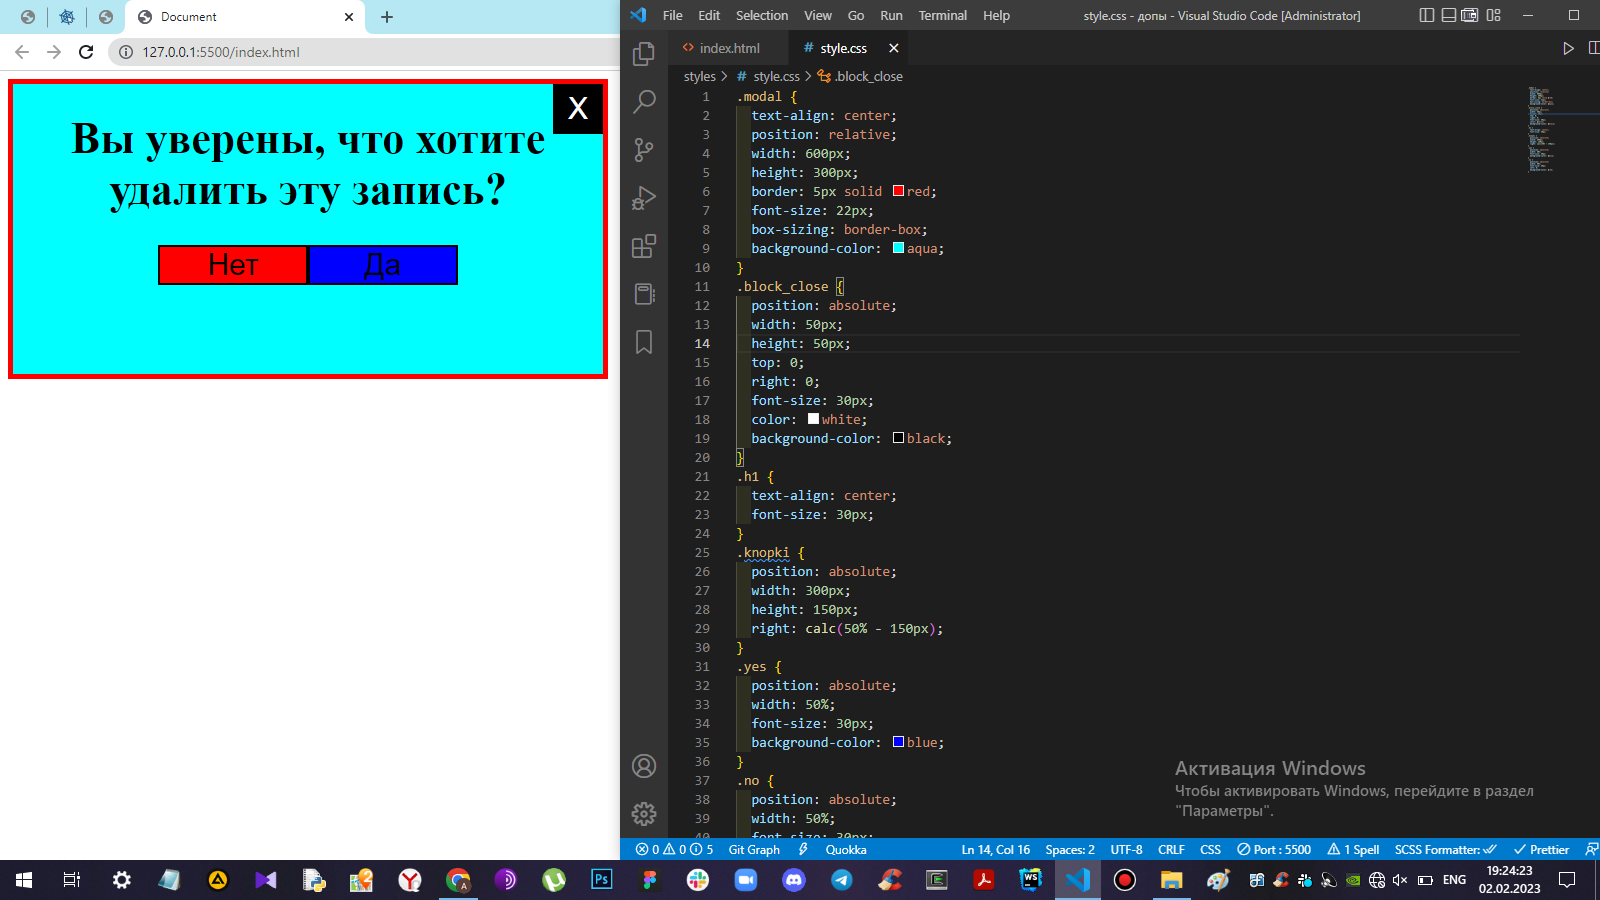 Document
127.0.0.1:5500/index.html
X
Вы уверены, что хотите
удалить эту запись?
Нет
Да
File Edit Selection View Go Run Terminal Help
style.css - допы - Visual Studio Code [Administrator]
index.html
# style.css
styles > # style.css > .block_close
1 .modal {
2 text-align: center;
3 position: relative;
4 width: 600px;
5 height: 300px;
6 border: 5px solid red;
7 font-size: 22px;
8 box-sizing: border-box;
9 background-color: aqua;
10 }
11 .block_close {
12 position: absolute;
13 width: 50px;
14 height: 50px;
15 top: 0;
16 right: 0;
17 font-size: 30px;
18 color: white;
19 background-color: black;
20 }
21 .h1 {
22 text-align: center;
23 font-size: 30px;
24 }
25 .knopki {
26 position: absolute;
27 width: 300px;
28 height: 150px;
29 right: calc(50% - 150px);
30 }
31 .yes {
32 position: absolute;
33 width: 50%;
34 font-size: 30px;
35 background-color: blue;
36 }
37 .no {
38 position: absolute;
39 width: 50%;
40 font-size: 30px;
Активация Windows
Чтобы активировать Windows, перейдите в раздел
"Параметры".
0 0 5 Git Graph Quokka Ln 14, Col 16 Spaces: 2 UTF-8 CRLF CSS Port : 5500 1 Spell SCSS Formatter: Prettier
A Ps WS ENG
19:24:23
02.02.2023